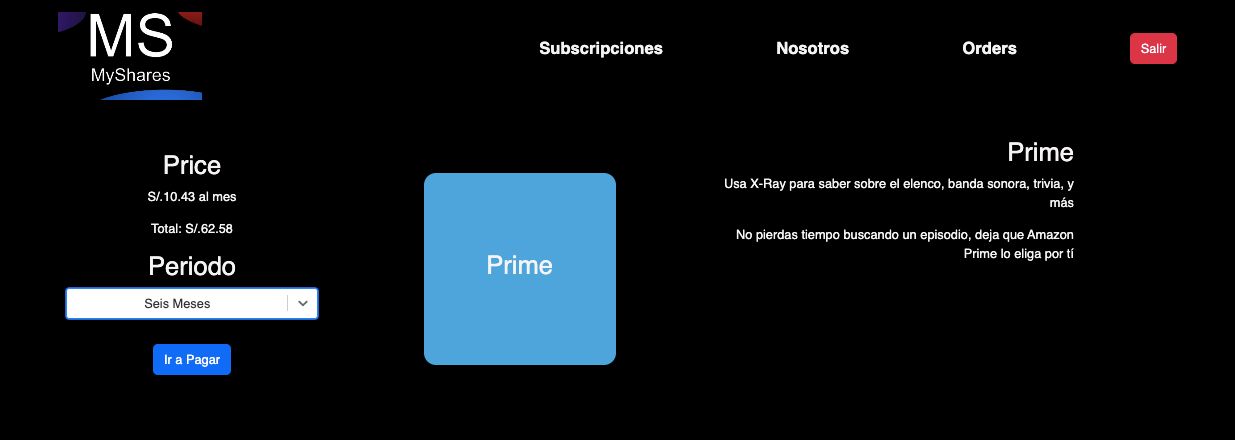 MS
MyShares
Subscripciones
Nosotros
Orders
Salir
Price
S/.10.43 al mes
Total: S/.62.58
Periodo
Seis Meses
Ir a Pagar
Prime
Prime
Usa X-Ray para saber sobre el elenco, banda sonora, trivia, y
más
No pierdas tiempo buscando un episodio, deja que Amazon
Prime lo eliga por tí